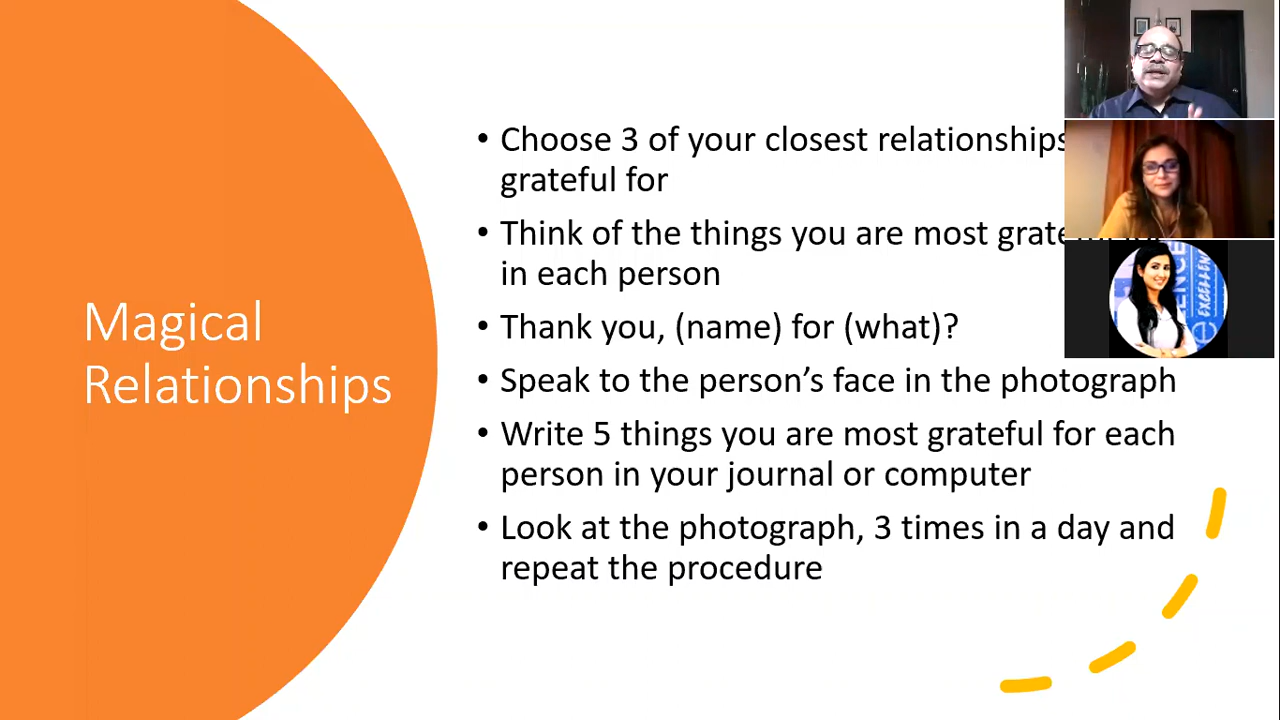 Magical
Relationships
• Choose 3 of your closest relationships
grateful for
• Think of the things you are most
in each person
• Thank you, (name) for (what)?
• Speak to the person’s face in the photograph
• Write 5 things you are most grateful for each
person in your journal or computer
• Look at the photograph, 3 times in a day and
repeat the procedure
EXCELLEN